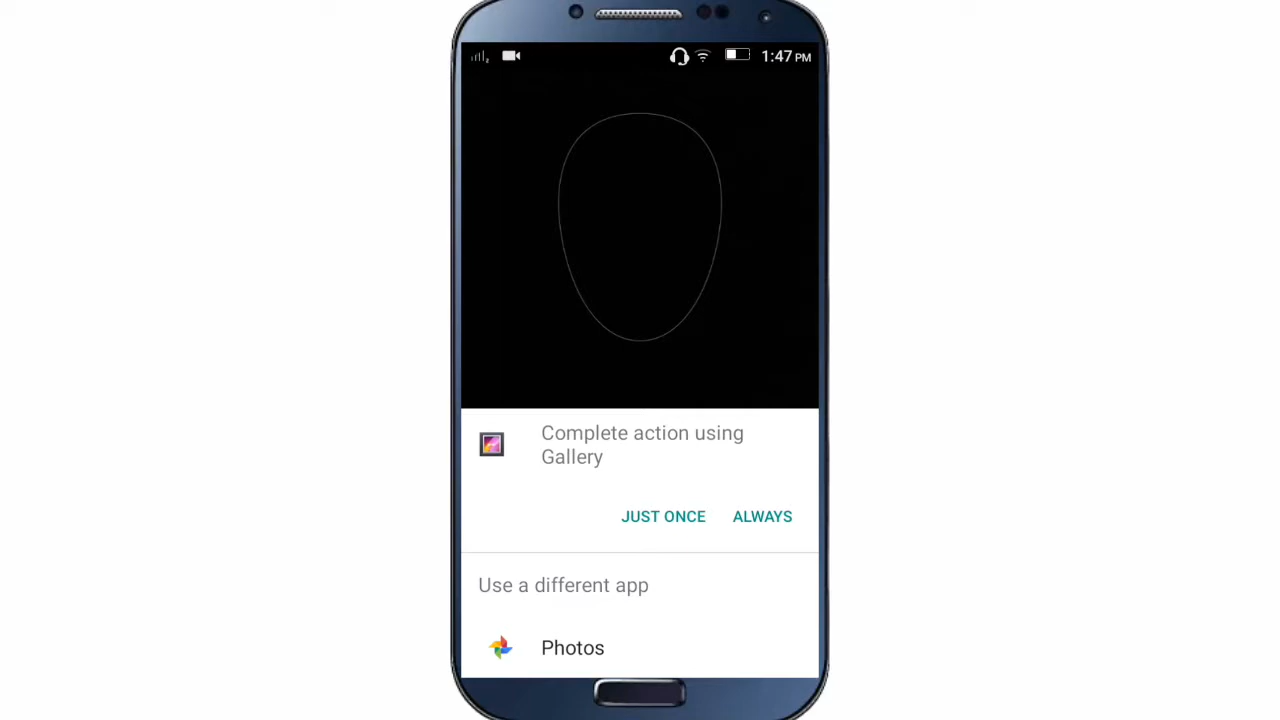 1:47 PM
Complete action using
Gallery
JUST ONCE
ALWAYS
Use a different app
Photos